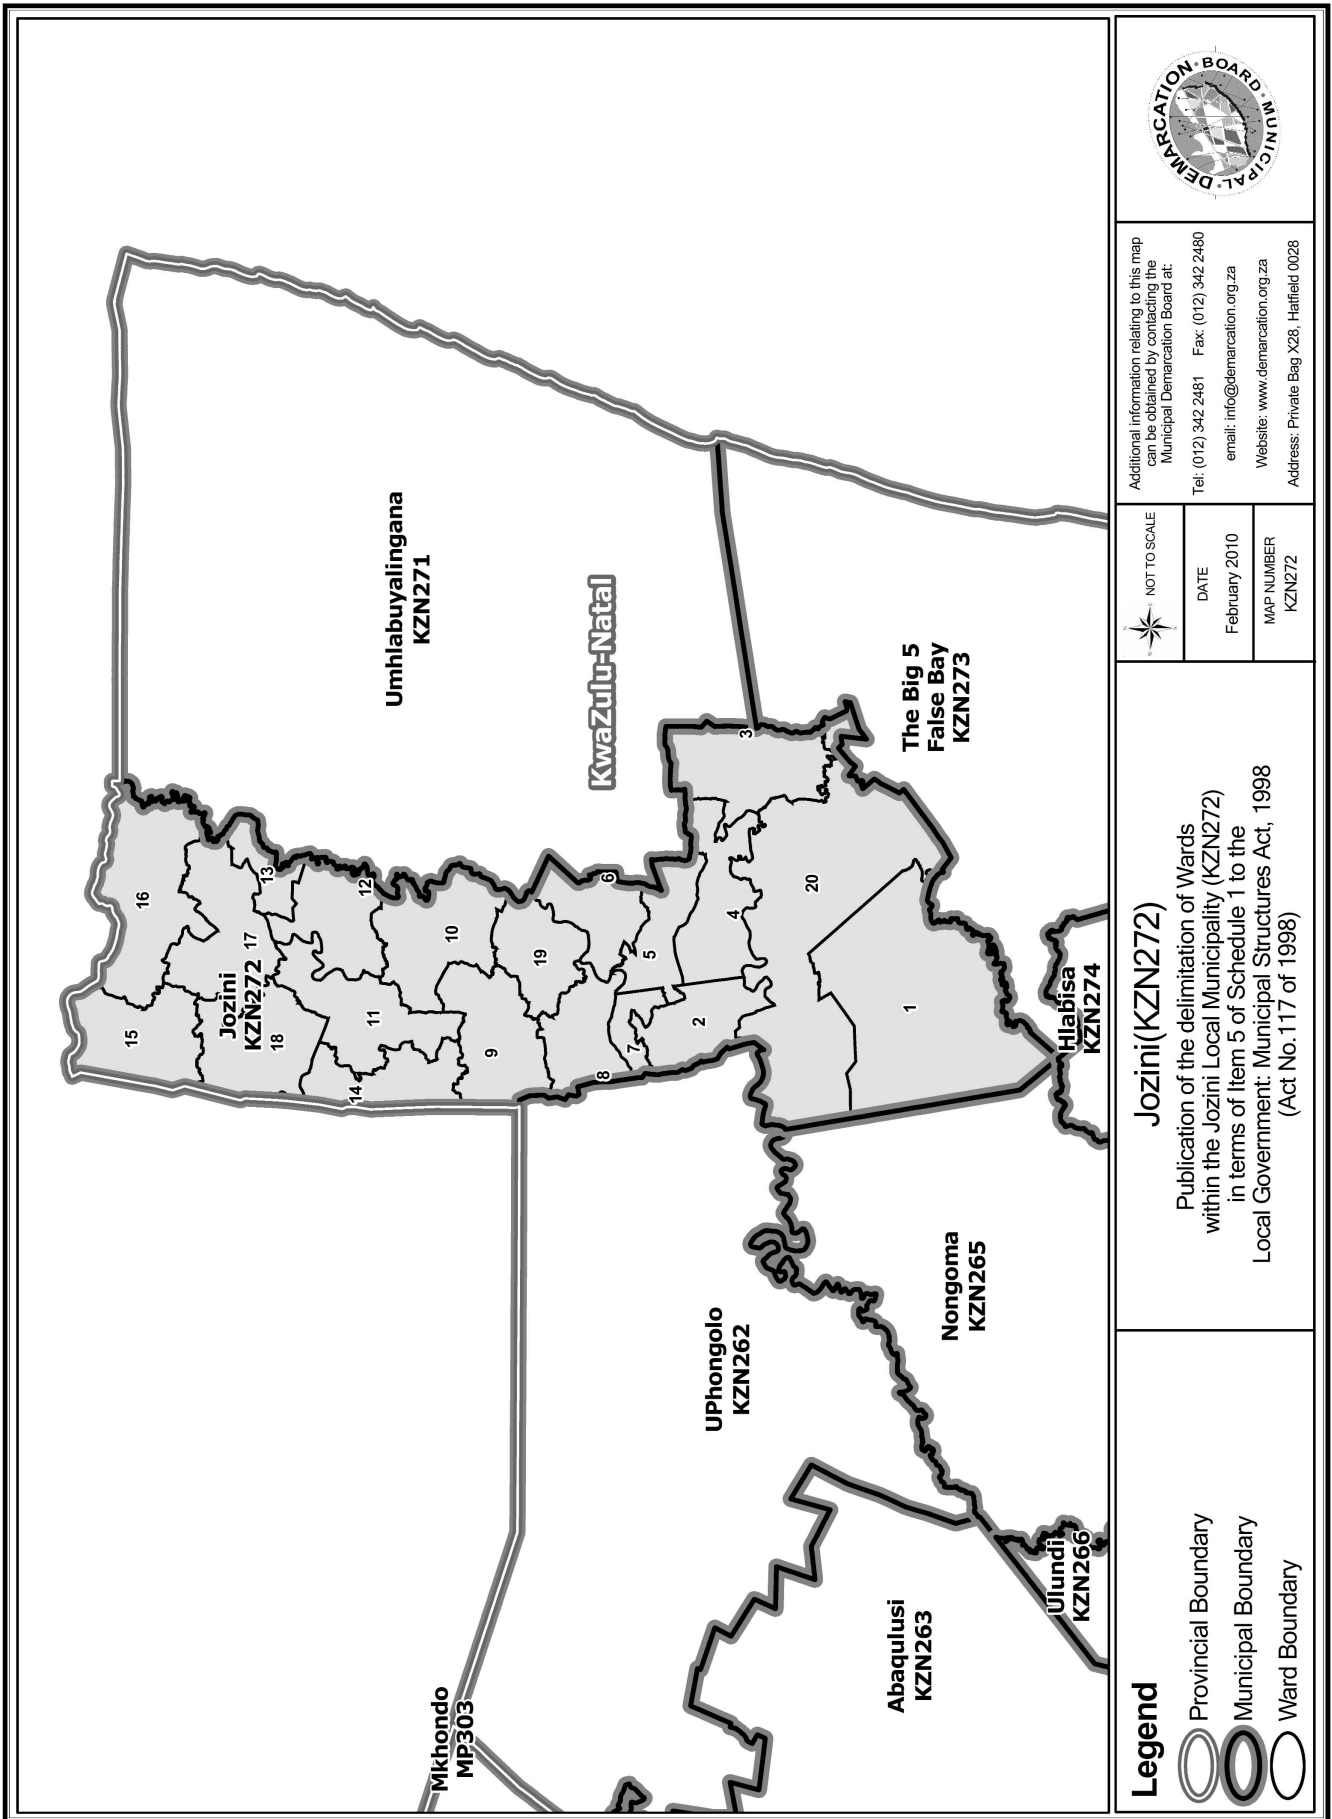 Mkhondo
MP303
Umhlabuyalingana
KZN271
KwaZulu-Natal
Jozini
KZN272
UPhongolo
KZN262
The Big 5
False Bay
KZN273
Nongoma
KZN265
Abaqulusi
KZN263
Hlabisa
KZN274
Ulundi
KZN266
15
16
18
17
13
14
11
12
9
10
8
19
6
7
5
2
4
3
20
1
Legend
Provincial Boundary
Municipal Boundary
Ward Boundary
Jozini(KZN272)
Publication of the delimitation of Wards
within the Jozini Local Municipality (KZN272)
in terms of Item 5 of Schedule 1 to the
Local Government: Municipal Structures Act, 1998
(Act No.117 of 1998)
NOT TO SCALE
DATE
February 2010
MAP NUMBER
KZN272
Additional information relating to this map
can be obtained by contacting the
Municipal Demarcation Board at:
Tel: (012) 342 2481 Fax: (012) 342 2480
email: info@demarcation.org.za
Website: www.demarcation.org.za
Address: Private Bag X28, Hatfield 0028
MUNICIPAL • DEMARCATION • BOARD •